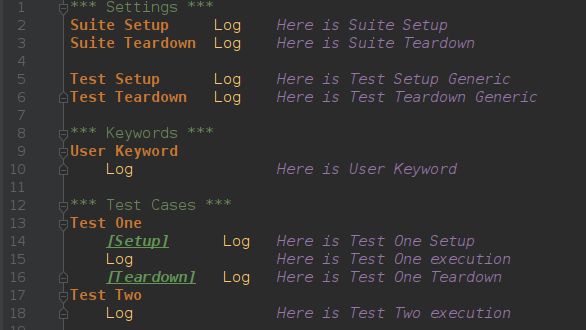 1 *** Settings ***
2 Suite Setup Log Here is Suite Setup
3 Suite Teardown Log Here is Suite Teardown
4
5 Test Setup Log Here is Test Setup Generic
6 Test Teardown Log Here is Test Teardown Generic
7
8 *** Keywords ***
9 User Keyword
10 Log Here is User Keyword
11
12 *** Test Cases ***
13 Test One
14 [Setup] Log Here is Test One Setup
15 Log Here is Test One execution
16 [Teardown] Log Here is Test One Teardown
17 Test Two
18 Log Here is Test Two execution